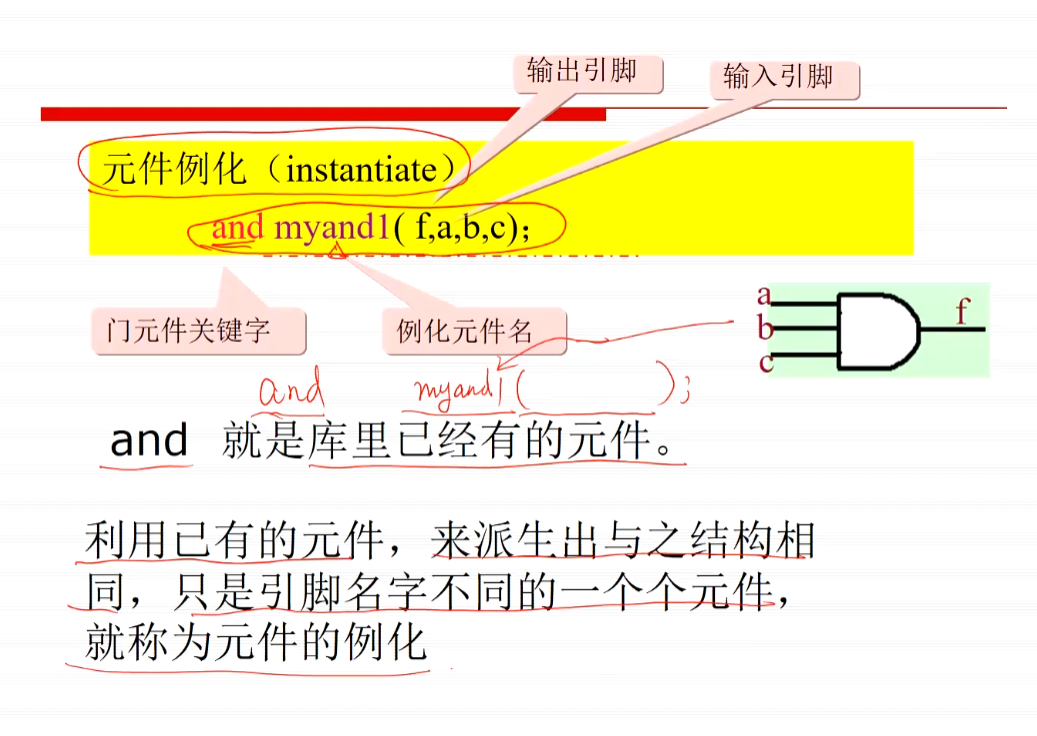 输出引脚
输入引脚
元件例化（instantiate）
and myand1( f,a,b,c)；
门元件关键字
例化元件名
a
b
c
f
and myand1( );
and 就是库里已经有的元件。
利用已有的元件，来派生出与之结构相
同，只是引脚名字不同的一个个元件，
就称为元件的例化